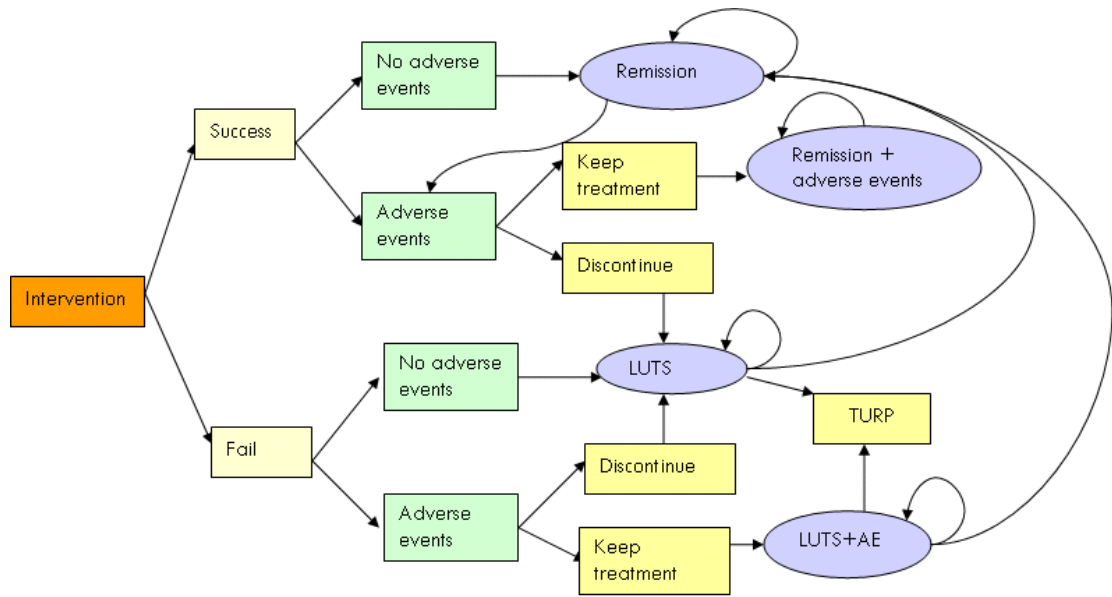 No adverse
events
Remission
Success
Remission +
adverse events
Keep
treatment
Adverse
events
Discontinue
Intervention
No adverse
events
LUTS
TURP
Fail
Discontinue
Adverse
events
Keep
treatment
LUTS+AE